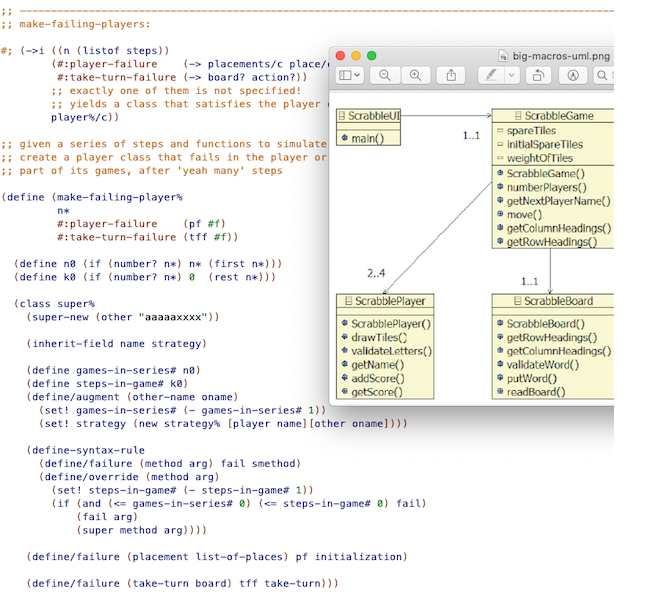 ;; make-failing-players:
#; (->i ((n (listof steps))
(#:player-failure (-> placements/c place/
#:take-turn-failure (-> board? action?))
;; exactly one of them is not specified!
;; yields a class that satisfies the player
player%/c))
;; given a series of steps and functions to simulate
;; create a player class that fails in the player or
;; part of its games, after 'yeah many' steps
(define (make-failing-player%
n*
#:player-failure (pf #f)
#:take-turn-failure (tff #f))
(define n0 (if (number? n*) n* (first n*)))
(define k0 (if (number? n*) 0 (rest n*)))
(class super%
(super-new (other "aaaaaxxxx"))
(inherit-field name strategy)
(define games-in-series# n0)
(define steps-in-game# k0)
(define/augment (other-name oname)
(set! games-in-series# (- games-in-series# 1))
(set! strategy (new strategy% [player name][other oname])))
(define-syntax-rule
(define/failure (method arg) fail smethod)
(define/override (method arg)
(set! steps-in-game# (- steps-in-game# 1))
(if (and (<= games-in-series# 0) (<= steps-in-game# 0) fail)
(fail arg)
(super method arg))))
(define/failure (placement list-of-places) pf initialization)
(define/failure (take-turn board) tff take-turn)))
big-macros-uml.png
ScrabbleUI
main()
1..1
ScrabbleGame
spareTiles
initialSpareTiles
weightOfTiles
ScrabbleGame()
numberPlayers()
getNextPlayerName()
move()
getColumnHeadings()
getRowHeadings()
2..4
1..1
ScrabblePlayer
ScrabblePlayer()
drawTiles()
validateLetters()
getName()
addScore()
getScore()
ScrabbleBoard
ScrabbleBoard()
getRowHeadings()
getColumnHeadings()
validateWord()
putWord()
readBoard()